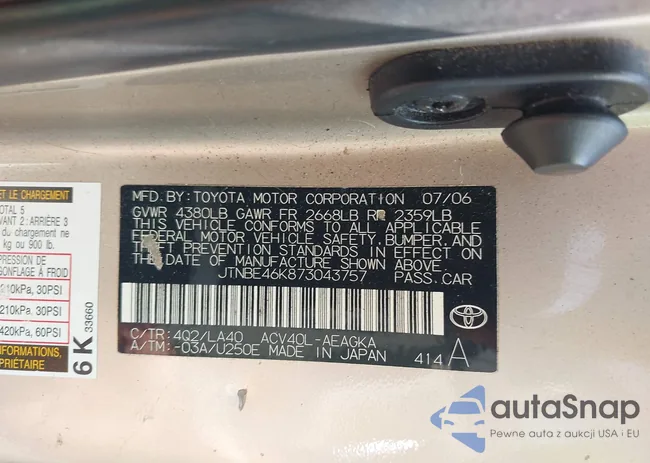 ET LE CHARGEMENT
TOTAL 5
AVANT 2: ARRIÈRE 3
chargement ne
kg ou 900 lb.
PRESSION DE
GONFLAGE À FROID
210kPa, 30PSI
210kPa, 30PSI
420kPa, 60PSI
INFORMATIONS
PROPRIÉTAIRE
6K 33660
MFD. BY: TOYOTA MOTOR CORPORATION 07/06
GVWR 4380LB GAWR FR 2668LB RR 2359LB
THIS VEHICLE CONFORMS TO ALL APPLICABLE
FEDERAL MOTOR VEHICLE SAFETY, BUMPER, AND
THEFT PREVENTION STANDARDS IN EFFECT ON
THE DATE OF MANUFACTURE SHOWN ABOVE.
JTNBE46K873043757 PASS.CAR
C/TR: 4Q2/LA40 ACV40L-AEAGKA
A/TM: -03A/U250E MADE IN JAPAN 414 A
autaSnap
Pewne auta z aukcji USA i EU